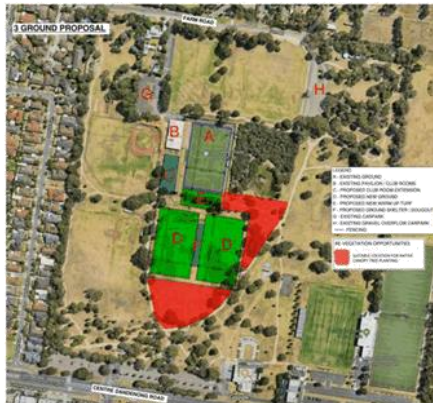 3 GROUND PROPOSAL
FARM ROAD
G
H
B
A
E
D
D
LEGEND
A - EXISTING GROUND
B - EXISTING PAVILION / CLUB ROOMS
C - PROPOSED CLUB ROOM EXTENSION
D - PROPOSED NEW GROUND
E - PROPOSED NEW WARM UP TURF
F - PROPOSED GROUND SHELTER / DUGOUT
G - EXISTING CARPARK
H - EXISTING GRAVEL OVERFLOW CARPARK
FENCING
RE-VEGETATION OPPORTUNITIES
SUITABLE LOCATION FOR NATIVE
CANOPY TREE PLANTING
CENTRE DANDENONG ROAD